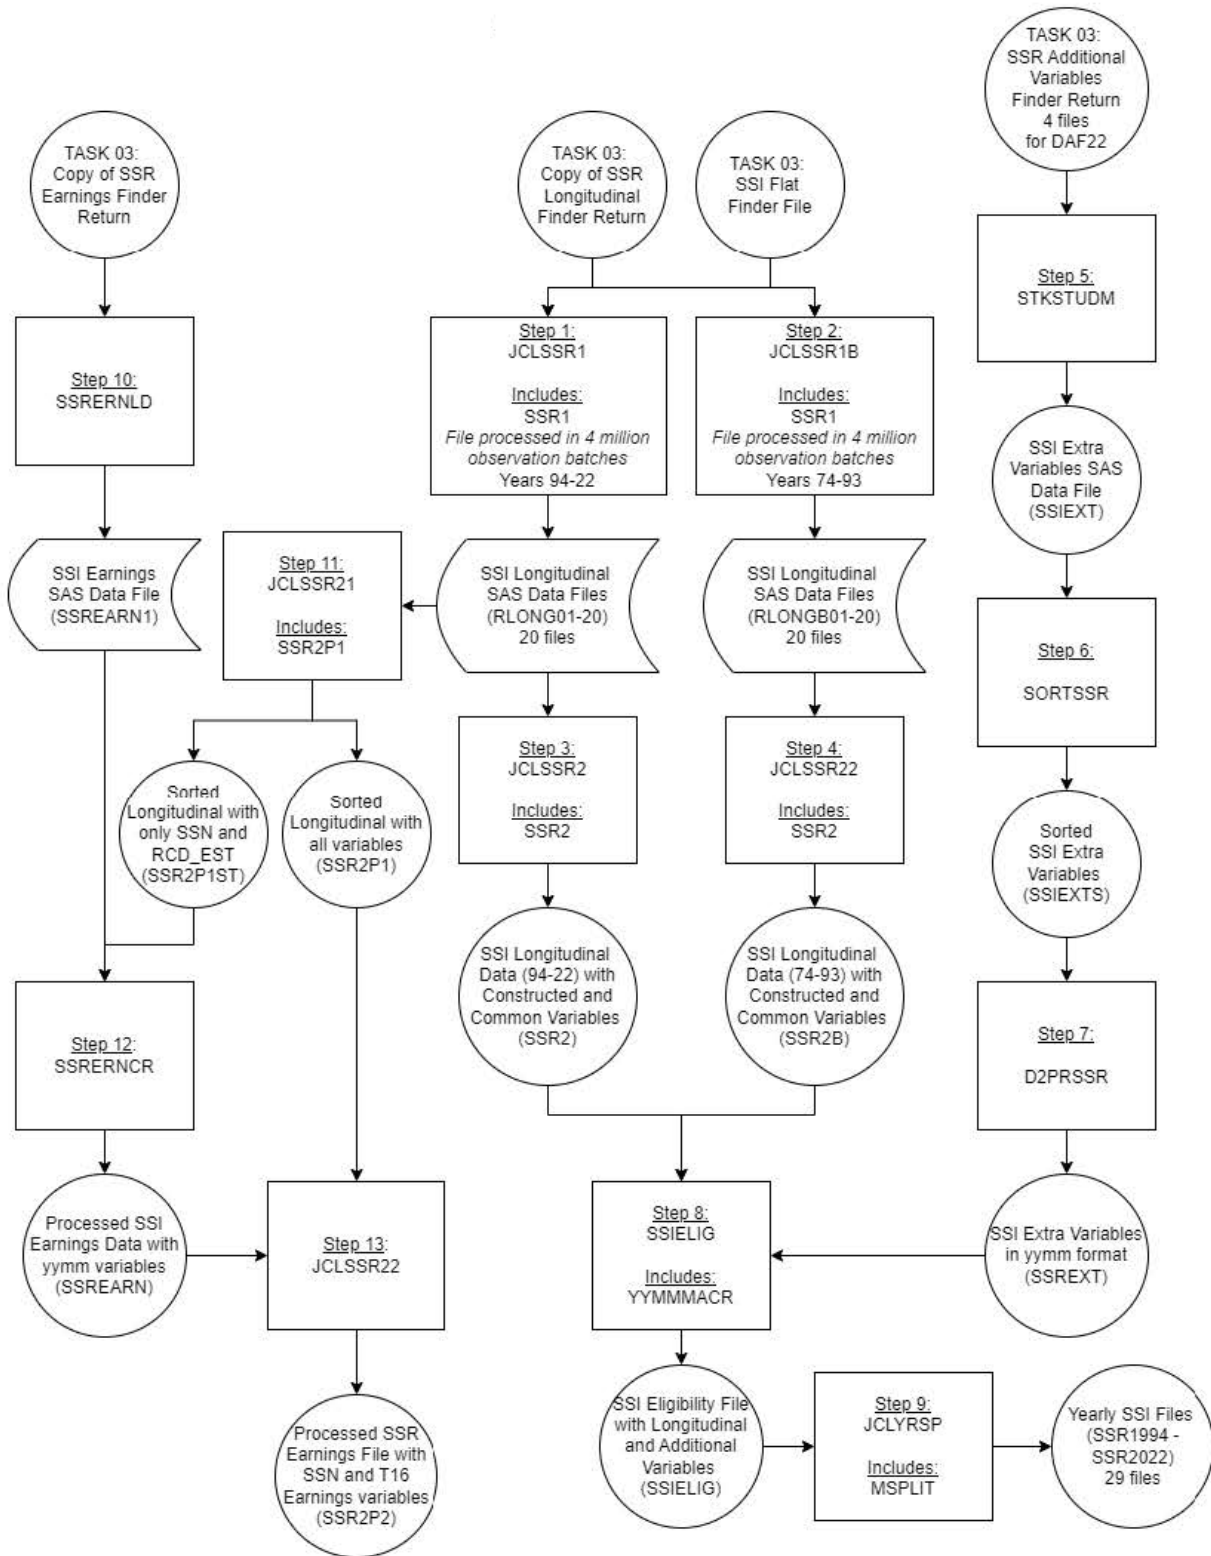 TASK 03:
SSR Additional
Variables
Finder Return
4 files
for DAF22
TASK 03:
Copy of SSR
Earnings Finder
Return
TASK 03:
Copy of SSR
Longitudinal
Finder Return
TASK 03:
SSI Flat
Finder File
Step 5:
STKSTUDM
Step 10:
SSRERNLD
Step 1:
JCLSSR1
Includes:
SSR1
File processed in 4 million
observation batches
Years 94-22
Step 2:
JCLSSR1B
Includes:
SSR1
File processed in 4 million
observation batches
Years 74-93
SSI Extra
Variables SAS
Data File
(SSIEXT)
SSI Earnings
SAS Data File
(SSREARN1)
Step 11:
JCLSSR21
Includes:
SSR2P1
SSI Longitudinal
SAS Data Files
(RLONG01-20)
20 files
SSI Longitudinal
SAS Data Files
(RLONGB01-20)
20 files
Step 6:
SORTSSR
Step 3:
JCLSSR2
Includes:
SSR2
Step 4:
JCLSSR22
Includes:
SSR2
Sorted
Longitudinal with
only SSN and
RCD_EST
(SSR2P1ST)
Sorted
Longitudinal with
all variables
(SSR2P1)
Sorted
SSI Extra
Variables
(SSIEXTS)
SSI Longitudinal
Data (94-22) with
Constructed and
Common Variables
(SSR2)
SSI Longitudinal
Data (74-93) with
Constructed and
Common Variables
(SSR2B)
Step 12:
SSRERNCR
Step 7:
D2PRSSR
Processed SSI
Earnings Data with
yymm variables
(SSREARN)
Step 13:
JCLSSR22
Step 8:
SSIELIG
Includes:
YYMMMACR
SSI Extra Variables
in yymm format
(SSREXT)
Processed SSR
Earnings File with
SSN and T16
Earnings variables
(SSR2P2)
SSI Eligibility File
with Longitudinal
and Additional
Variables
(SSIELIG)
Step 9:
JCLYRSP
Includes:
MSPLIT
Yearly SSI Files
(SSR1994 -
SSR2022)
29 files